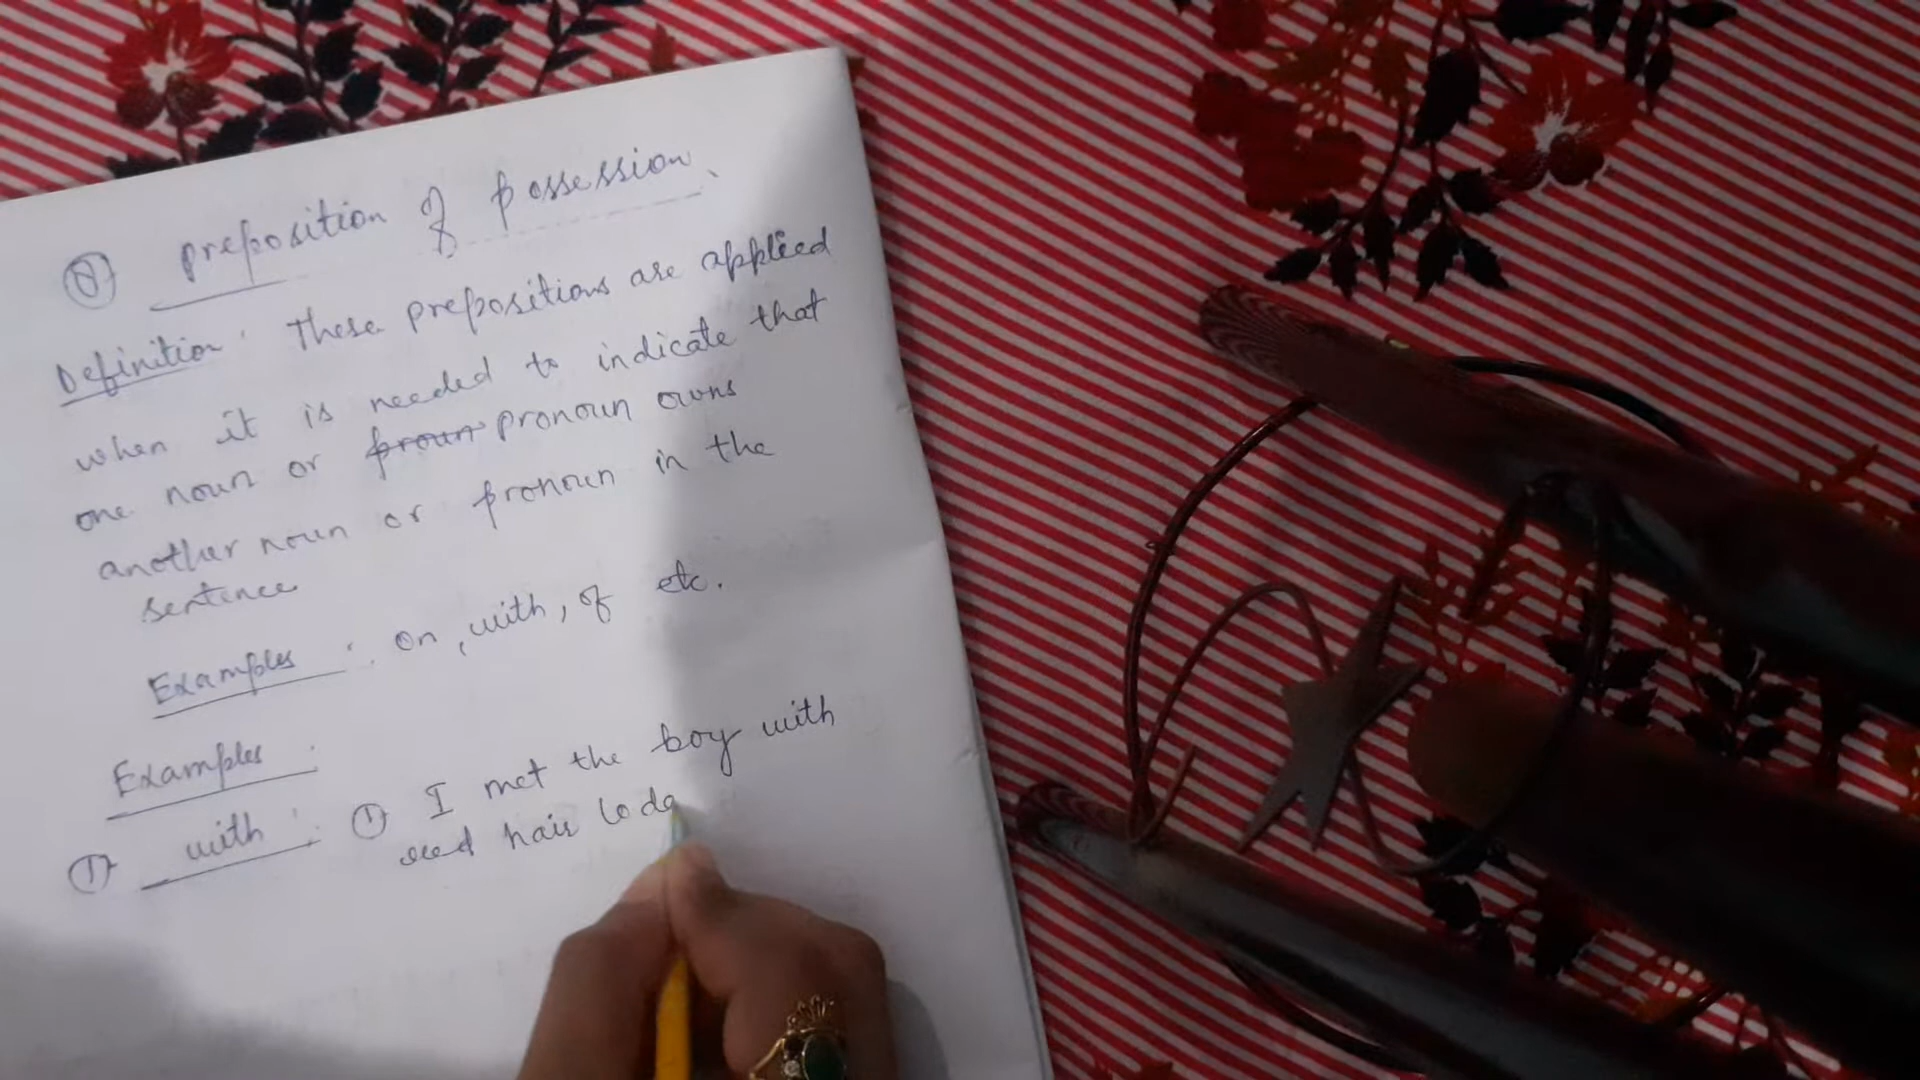 ⑧ preposition of possession
Definition: These prepositions are applied
when it is needed to indicate that
one noun or proun pronoun owns
another noun or pronoun in the
sentence
Examples: on, with, of etc.
Examples:
① with: ① I met the boy with
red hair toda